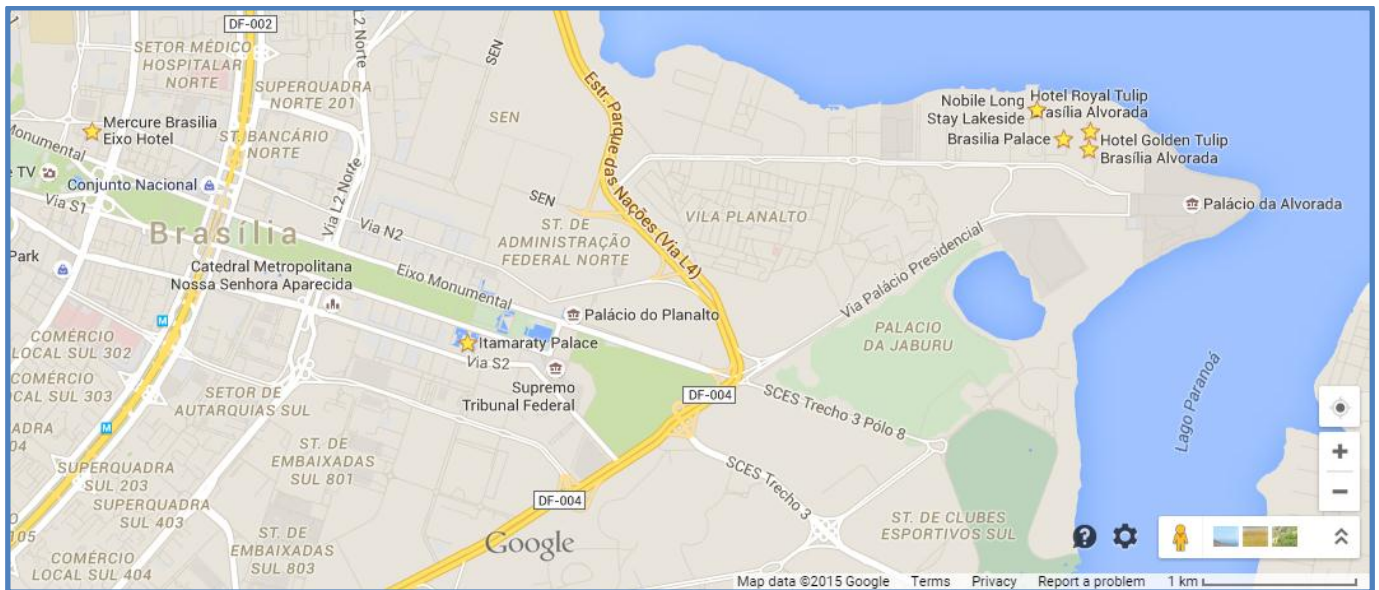 DF-002
SETOR MÉDICO
HOSPITALAR
NORTE
L2 Norte
SUPERQUADRA
NORTE 201
Mercure Brasilia
Eixo Hotel
Monumental
ST. BANCÁRIO
NORTE
TV
Conjunto Nacional
Via S1
Via L2 Norte
Brasília
Via N2
Park
Catedral Metropolitana
Nossa Senhora Aparecida
Eixo Monumental
SEN
SEN
SEN
Estr. Parque das Nações (Via L4)
ST. DE
ADMINISTRAÇÃO
FEDERAL NORTE
VILA PLANALTO
Nobile Long
Stay Lakeside
Hotel Royal Tulip
Brasília Alvorada
Brasilia Palace
Hotel Golden Tulip
Brasília Alvorada
Palácio da Alvorada
Via Palácio Presidencial
Palácio do Planalto
PALACIO
DA JABURU
Itamaraty Palace
Via S2
Supremo
Tribunal Federal
M
COMÉRCIO
LOCAL SUL 302
COMÉRCIO
CAL SUL 303
SETOR DE
AUTARQUIAS SUL
M
ADRA
04
SUPERQUADRA
SUL 203
SUPERQUADRA
SUL 403
ST. DE
EMBAIXADAS
SUL 801
ST. DE
EMBAIXADAS
SUL 803
105
COMÉRCIO
LOCAL SUL 404
DF-004
DF-004
SCES Trecho 3 Pólo 8
SCES Trecho 3
ST. DE CLUBES
ESPORTIVOS SUL
Lago Paranoá
+
−
Google
?
Map data ©2015 Google Terms Privacy Report a problem 1 km